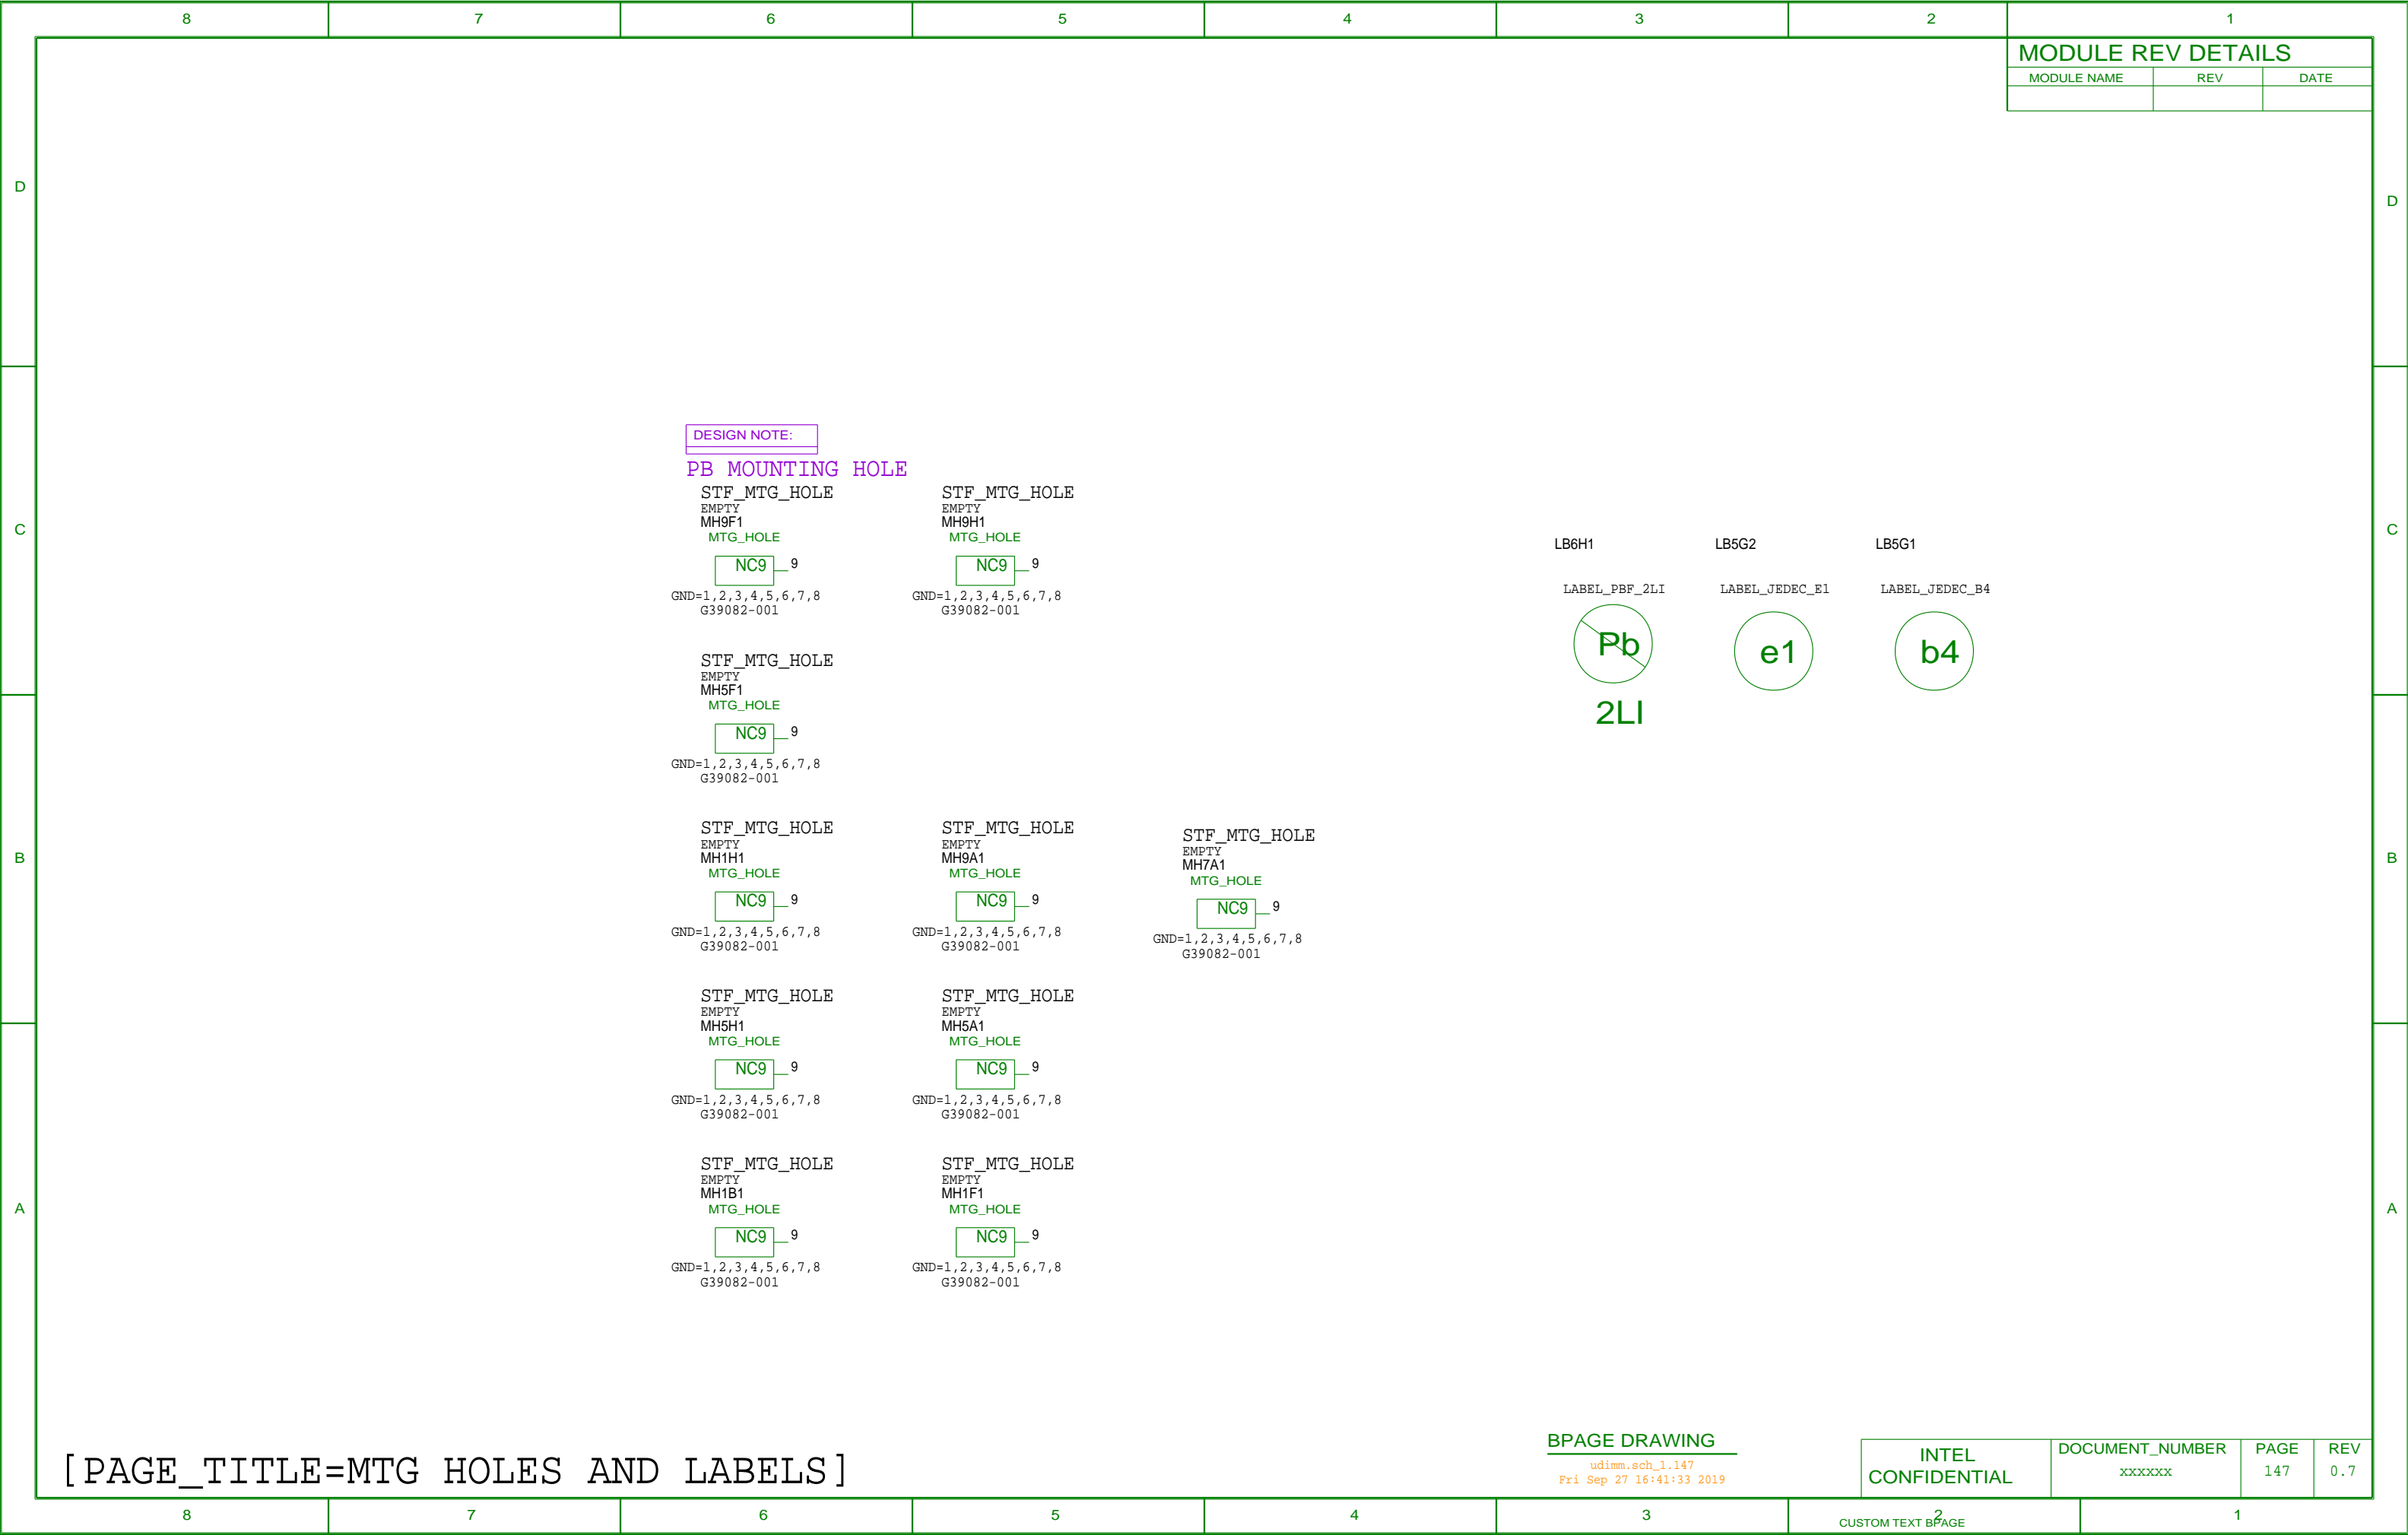 8 7 6 5 4 3 2 1
MODULE REV DETAILS
MODULE NAME REV DATE
D D
DESIGN NOTE:
PB MOUNTING HOLE
STF_MTG_HOLE STF_MTG_HOLE
EMPTY EMPTY
MH9F1 MH9H1
MTG_HOLE MTG_HOLE
NC9 9 NC9 9
GND=1,2,3,4,5,6,7,8 GND=1,2,3,4,5,6,7,8
G39082-001 G39082-001
C C
LB6H1 LB5G2 LB5G1
LABEL_PBF_2LI LABEL_JEDEC_E1 LABEL_JEDEC_B4
Pb e1 b4
2LI
STF_MTG_HOLE
EMPTY
MH5F1
MTG_HOLE
NC9 9
GND=1,2,3,4,5,6,7,8
G39082-001
STF_MTG_HOLE STF_MTG_HOLE STF_MTG_HOLE
EMPTY EMPTY EMPTY
MH1H1 MH9A1 MH7A1
MTG_HOLE MTG_HOLE MTG_HOLE
NC9 9 NC9 9 NC9 9
GND=1,2,3,4,5,6,7,8 GND=1,2,3,4,5,6,7,8 GND=1,2,3,4,5,6,7,8
G39082-001 G39082-001 G39082-001
B B
STF_MTG_HOLE STF_MTG_HOLE
EMPTY EMPTY
MH5H1 MH5A1
MTG_HOLE MTG_HOLE
NC9 9 NC9 9
GND=1,2,3,4,5,6,7,8 GND=1,2,3,4,5,6,7,8
G39082-001 G39082-001
STF_MTG_HOLE STF_MTG_HOLE
EMPTY EMPTY
MH1B1 MH1F1
MTG_HOLE MTG_HOLE
NC9 9 NC9 9
GND=1,2,3,4,5,6,7,8 GND=1,2,3,4,5,6,7,8
G39082-001 G39082-001
A A
[PAGE_TITLE=MTG HOLES AND LABELS]
BPAGE DRAWING
udimm.sch_1.147
Fri Sep 27 16:41:33 2019
INTEL
CONFIDENTIAL
DOCUMENT_NUMBER PAGE REV
xxxxxx 147 0.7
8 7 6 5 4 3 2 1
CUSTOM TEXT BPAGE